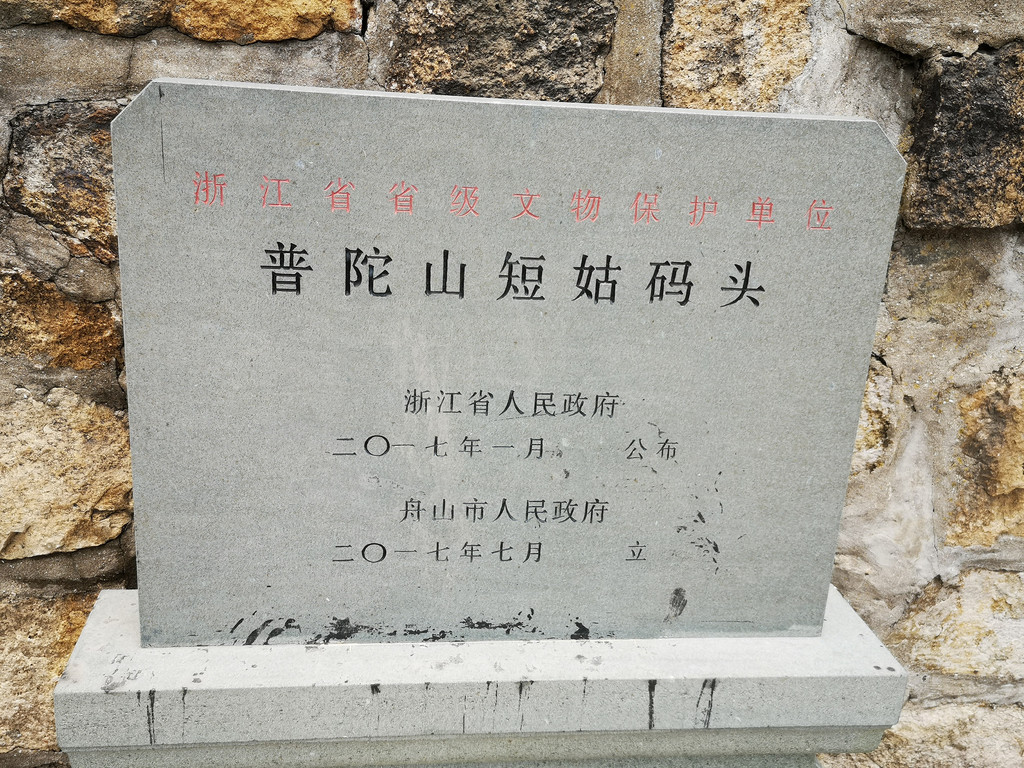 浙江省省级文物保护单位
普陀山短姑码头
浙江省人民政府
二〇一七年一月 公布
舟山市人民政府
二〇一七年七月 立